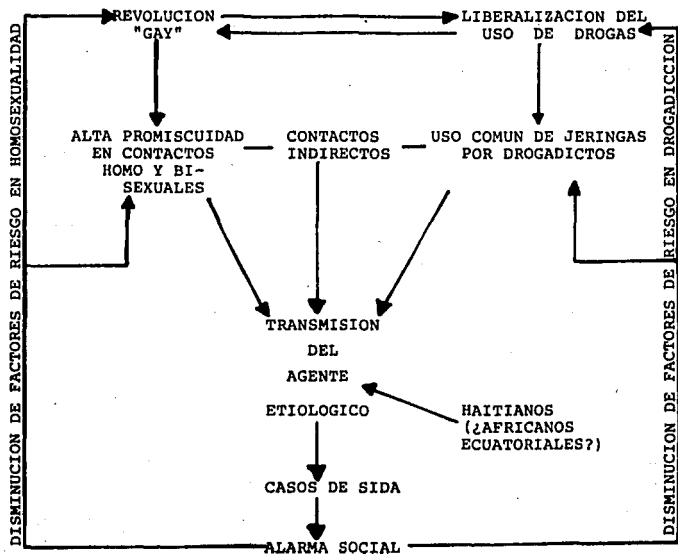 REVOLUCION
"GAY"
LIBERALIZACION DEL
USO DE DROGAS
ALTA PROMISCUIDAD
EN CONTACTOS
HOMO Y BI-
SEXUALES
CONTACTOS
INDIRECTOS
USO COMUN DE JERINGAS
POR DROGADICTOS
TRANSMISION
DEL
AGENTE
ETIOLOGICO
HAITIANOS
(¿AFRICANOS
ECUATORIALES?)
CASOS DE SIDA
ALARMA SOCIAL
DISMINUCION DE FACTORES DE RIESGO EN HOMOSEXUALIDAD
DISMINUCION DE FACTORES DE RIESGO EN DROGADICCION